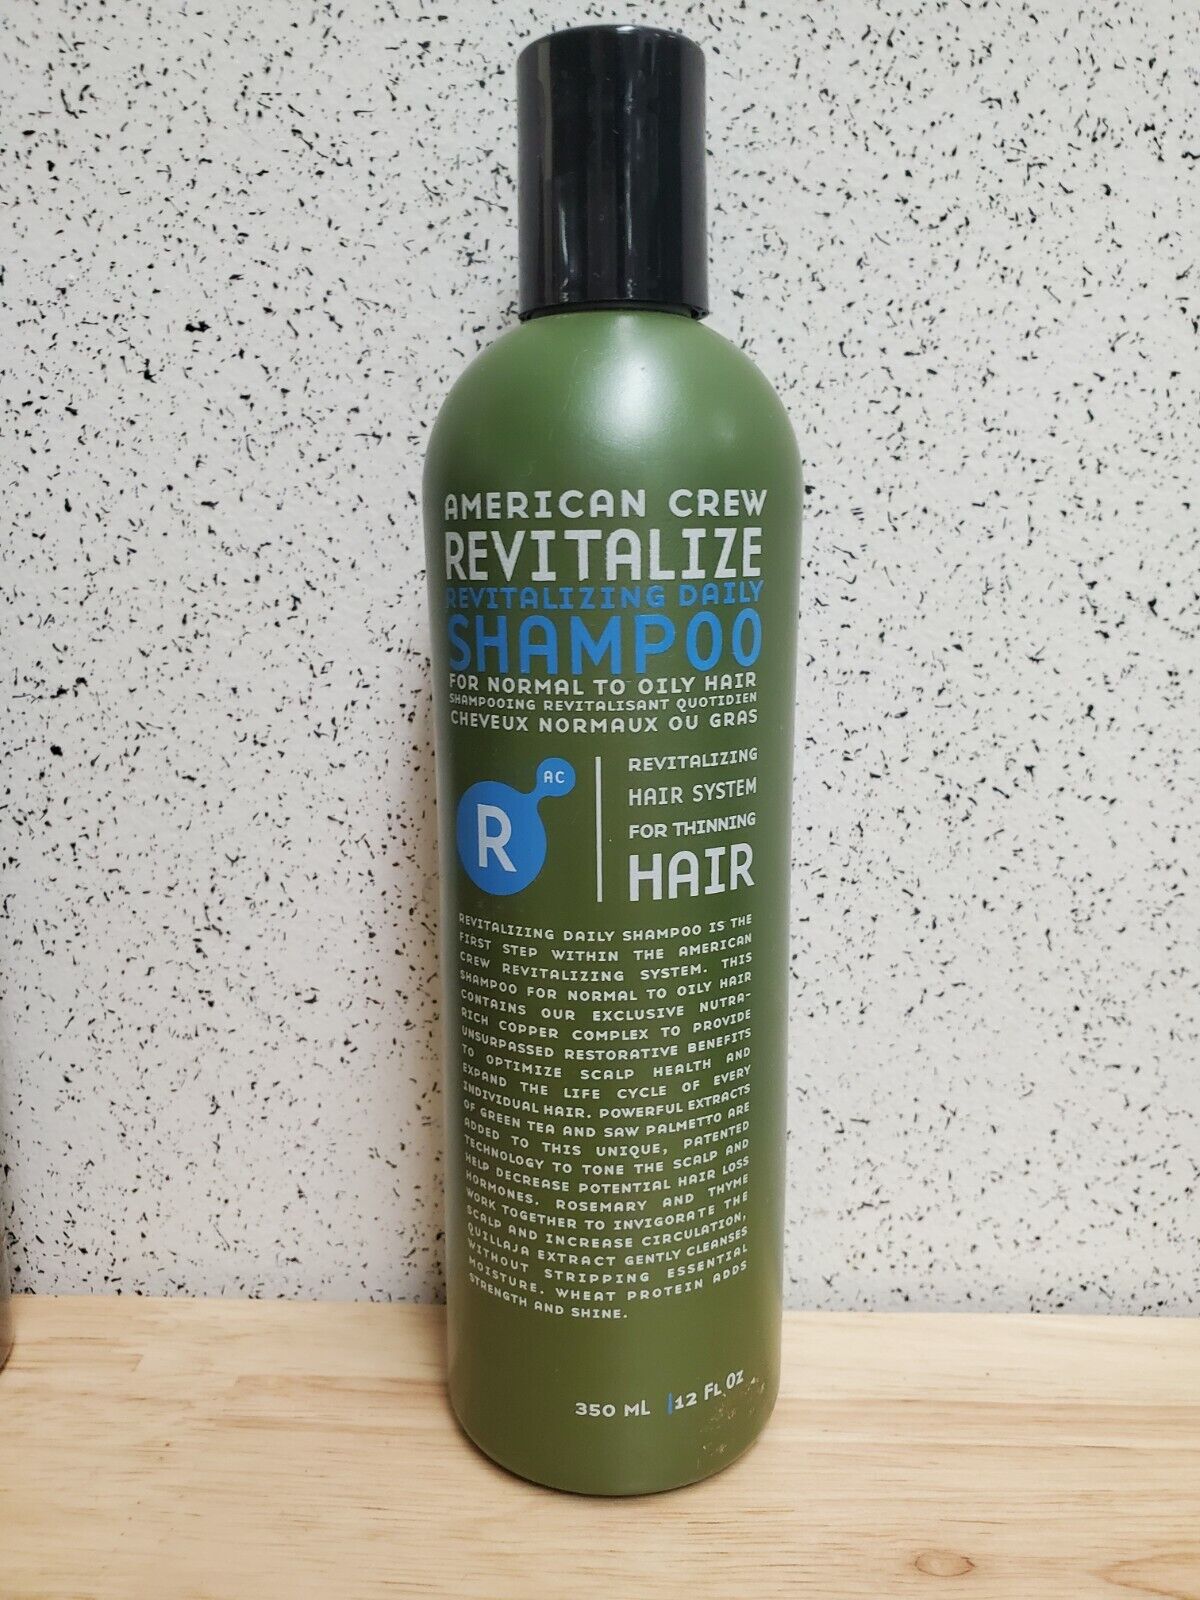 AMERICAN CREW
REVITALIZE
REVITALIZING DAILY
SHAMPOO
FOR NORMAL TO OILY HAIR
SHAMPOOING REVITALISANT QUOTIDIEN
CHEVEUX NORMAUX OU GRAS
AC
R
REVITALIZING
HAIR SYSTEM
FOR THINNING
HAIR
REVITALIZING DAILY SHAMPOO IS THE
FIRST STEP WITHIN THE AMERICAN
CREW REVITALIZING SYSTEM. THIS
SHAMPOO FOR NORMAL TO OILY HAIR
CONTAINS OUR EXCLUSIVE NUTRA-
RICH COPPER COMPLEX TO PROVIDE
UNSURPASSED RESTORATIVE BENEFITS
TO OPTIMIZE SCALP HEALTH AND
EXPAND THE LIFE CYCLE OF EVERY
INDIVIDUAL HAIR. POWERFUL EXTRACTS
OF GREEN TEA AND SAW PALMETTO ARE
ADDED TO THIS UNIQUE, PATENTED
TECHNOLOGY TO TONE THE SCALP AND
HELP DECREASE POTENTIAL HAIR LOSS
HORMONES. ROSEMARY AND THYME
WORK TOGETHER TO INVIGORATE THE
SCALP AND INCREASE CIRCULATION,
QUILLAJA EXTRACT GENTLY CLEANSES
WITHOUT STRIPPING ESSENTIAL
MOISTURE. WHEAT PROTEIN ADDS
STRENGTH AND SHINE.
350 ML | 12 FL OZ